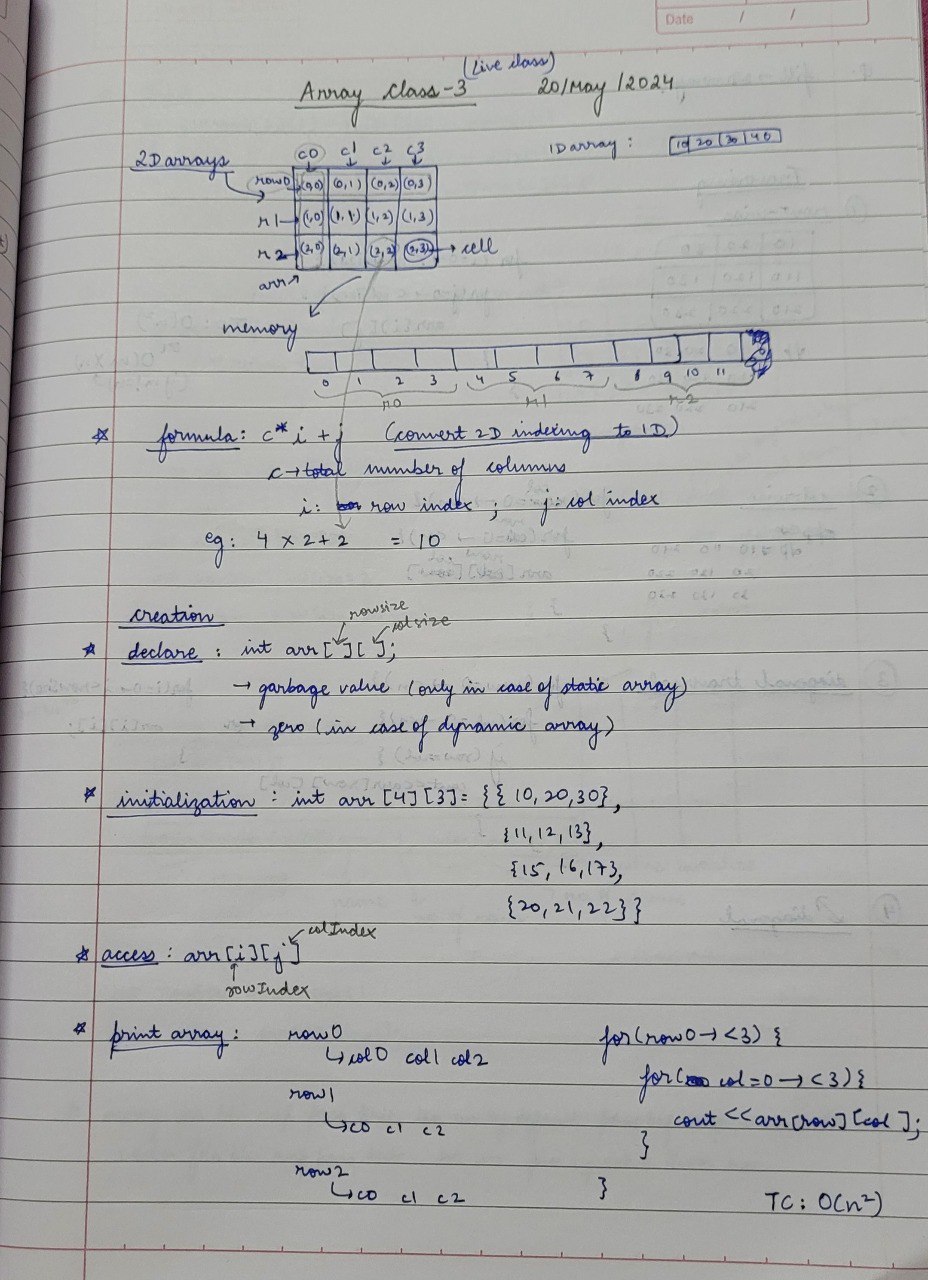 Date / /
(Live class)
Array Class-3 20/May/2024,
2D arrays c0 c1 c2 c3 1D array : 10 20 30 40
row0 (0,0) (0,1) (0,2) (0,3)
r1→ (1,0) (1,1) (1,2) (1,3)
r2→ (2,0) (2,1) (2,2) (2,3) → cell
arr
memory
0 1 2 3 4 5 6 7 8 9 10 11
r0 r1 r2
☆ formula: c*i + j (convert 2D indexing to 1D)
c→total number of columns
i: row index ; j: col index
eg: 4 × 2 + 2 = 10
creation
rowsize
colsize
☆ declare : int arr[ ][ ];
→ garbage value (only in case of static array)
→ zero (in case of dynamic array)
☆ initialization : int arr [4][3] = {{10,20,30},
{11,12,13},
{15,16,17},
{20,21,22}}
colIndex
☆ access : arr[i][j]
rowIndex
☆ print array : row0 for(row0→<3) {
↳col0 col1 col2 for( col=0→<3){
row1 cout <<arr[row][col];
↳c0 c1 c2 }
row2 }
↳c0 c1 c2 TC: O(n²)